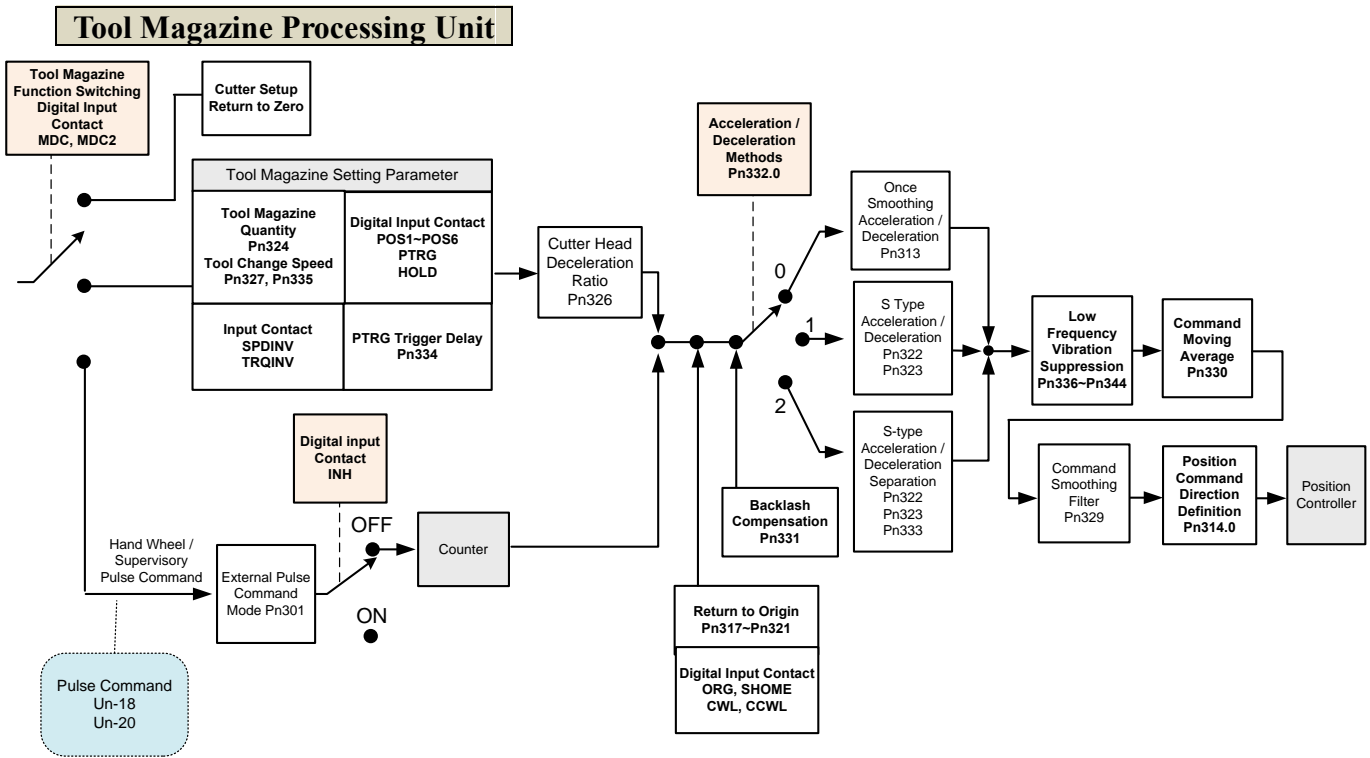 Tool Magazine Processing Unit
Tool Magazine
Function Switching
Digital Input
Contact
MDC, MDC2
Cutter Setup
Return to Zero
Tool Magazine Setting Parameter
Tool Magazine
Quantity
Pn324
Tool Change Speed
Pn327, Pn335
Digital Input Contact
POS1~POS6
PTRG
HOLD
Input Contact
SPDINV
TRQINV
PTRG Trigger Delay
Pn334
Cutter Head
Deceleration
Ratio
Pn326
Acceleration /
Deceleration
Methods
Pn332.0
0
1
2
Once
Smoothing
Acceleration /
Deceleration
Pn313
S Type
Acceleration /
Deceleration
Pn322
Pn323
S-type
Acceleration /
Deceleration
Separation
Pn322
Pn323
Pn333
Low
Frequency
Vibration
Suppression
Pn336~Pn344
Command
Moving
Average
Pn330
Command
Smoothing
Filter
Pn329
Position
Command
Direction
Definition
Pn314.0
Position
Controller
Backlash
Compensation
Pn331
Return to Origin
Pn317~Pn321
Digital Input Contact
ORG, SHOME
CWL, CCWL
Digital input
Contact
INH
OFF
ON
Counter
Hand Wheel /
Supervisory
Pulse Command
External Pulse
Command
Mode Pn301
Pulse Command
Un-18
Un-20